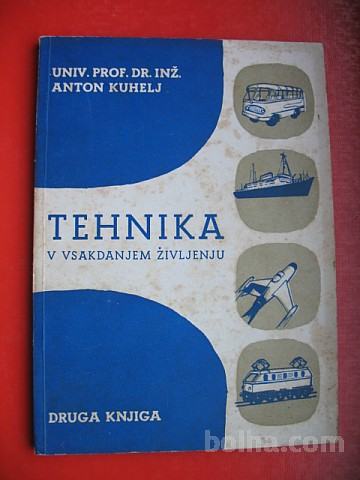 UNIV. PROF. DR. INŽ.
ANTON KUHELJ
TEHNIKA
V VSAKDANJEM ŽIVLJENJU
DRUGA KNJIGA
bolha.com